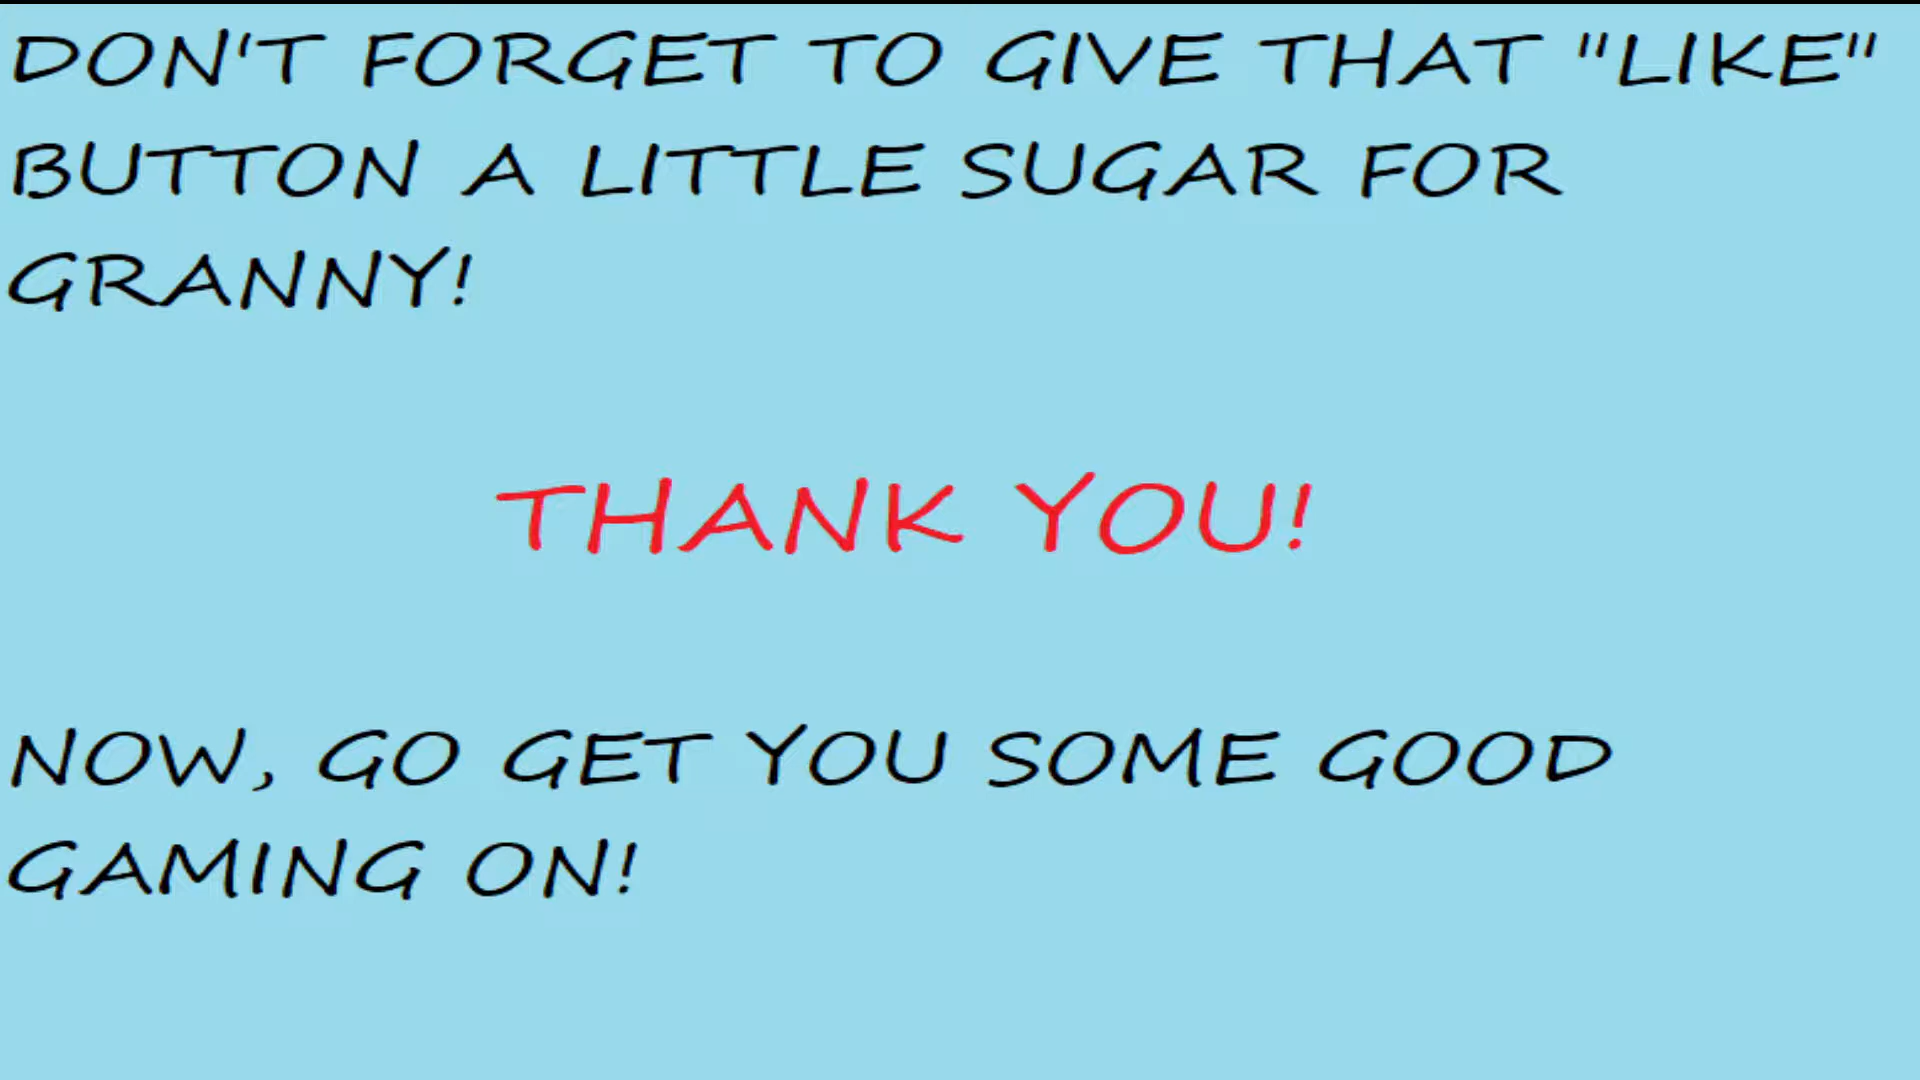 DON'T FORGET TO GIVE THAT "LIKE"
BUTTON A LITTLE SUGAR FOR
GRANNY!
THANK YOU!
NOW, GO GET YOU SOME GOOD
GAMING ON!